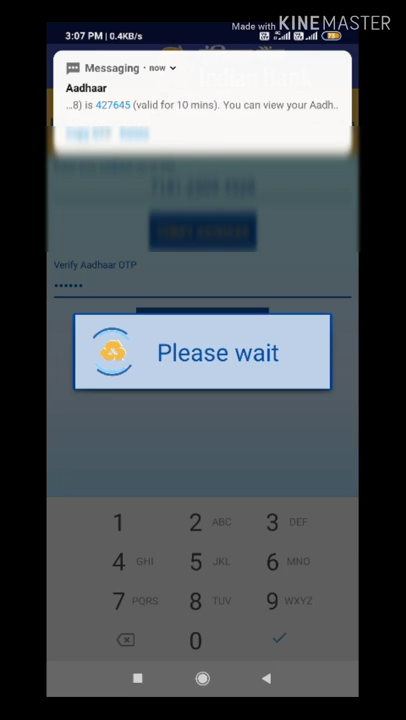 Made with KINEMASTER
3:07 PM | 0.4KB/s
Messaging • now
Aadhaar
...8) is 427645 (valid for 10 mins). You can view your Aadh..
VERIFY AADHAAR
Verify Aadhaar OTP
••••••
Please wait
1 2 ABC 3 DEF
4 GHI 5 JKL 6 MNO
7 PQRS 8 TUV 9 WXYZ
0